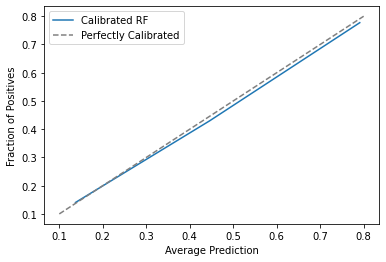 Calibrated RF
Perfectly Calibrated
Fraction of Positives
0.8
0.7
0.6
0.5
0.4
0.3
0.2
0.1
0.1 0.2 0.3 0.4 0.5 0.6 0.7 0.8
Average Prediction